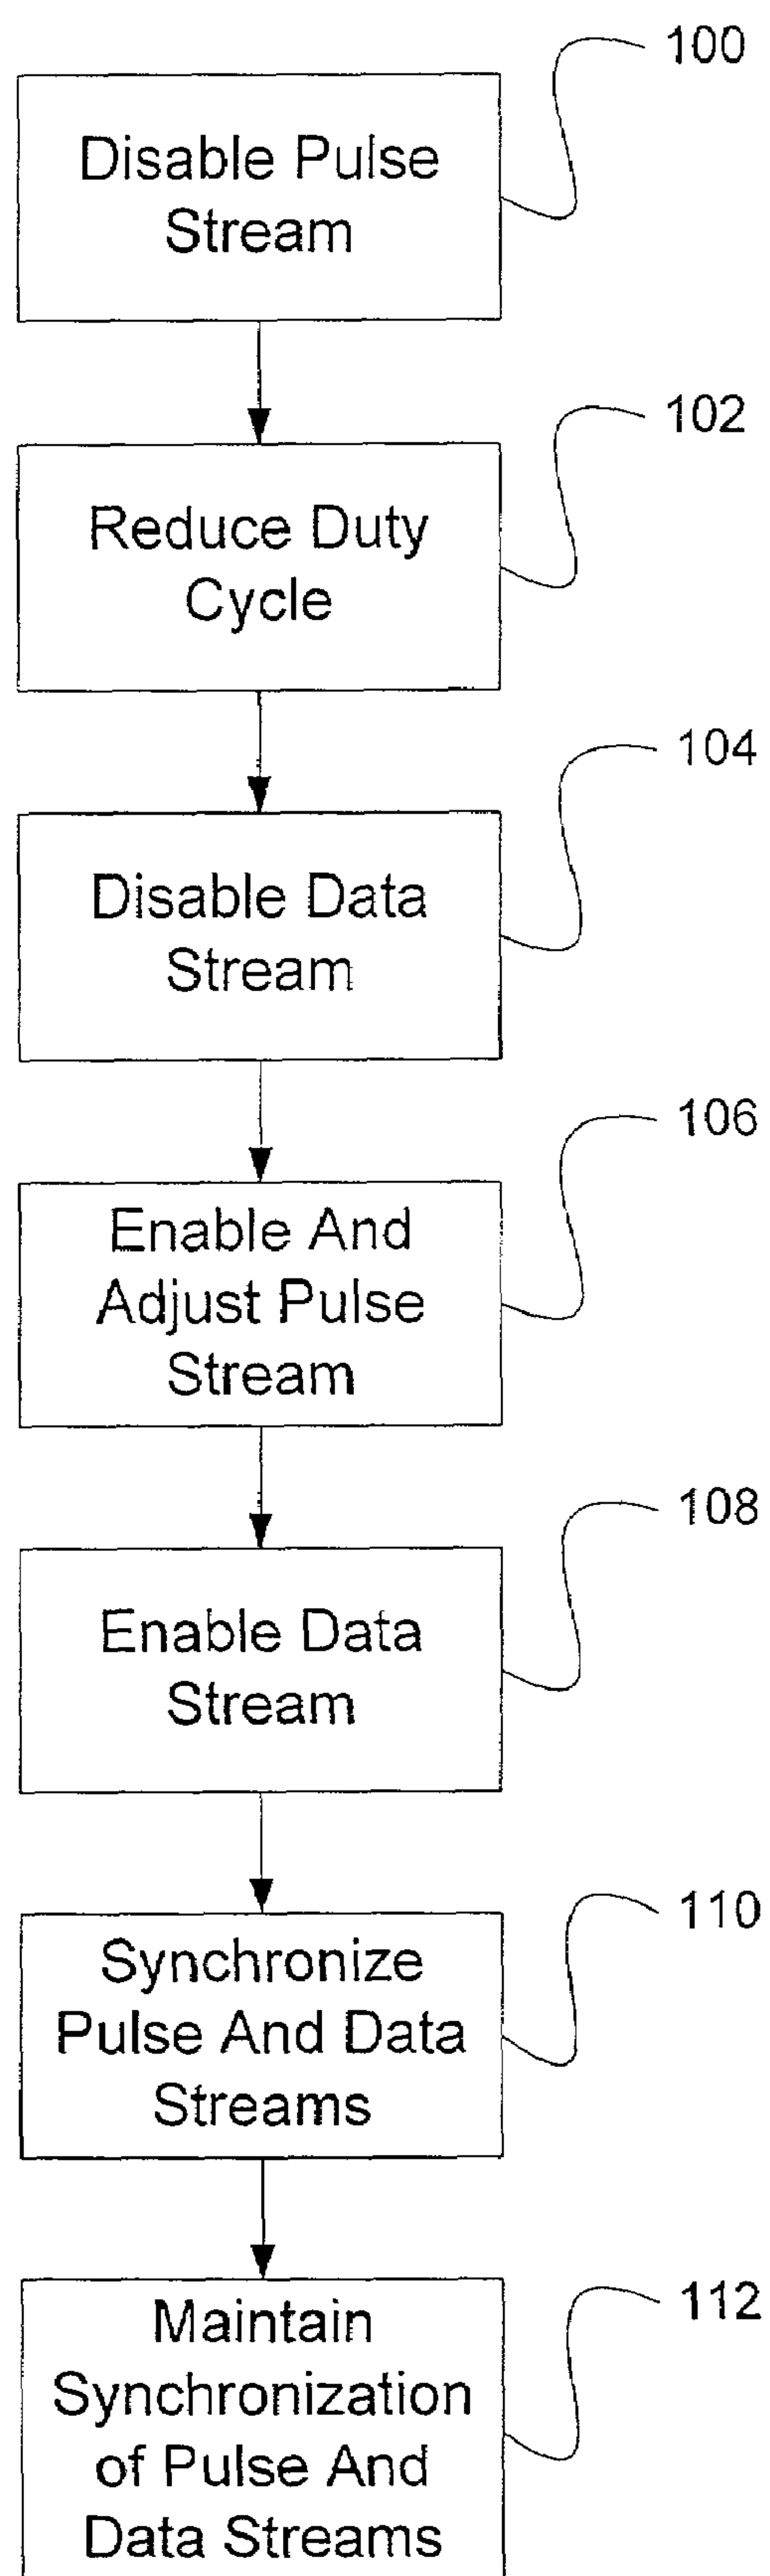 100
Disable Pulse
Stream
102
Reduce Duty
Cycle
104
Disable Data
Stream
106
Enable And
Adjust Pulse
Stream
108
Enable Data
Stream
110
Synchronize
Pulse And Data
Streams
112
Maintain
Synchronization
of Pulse And
Data Streams